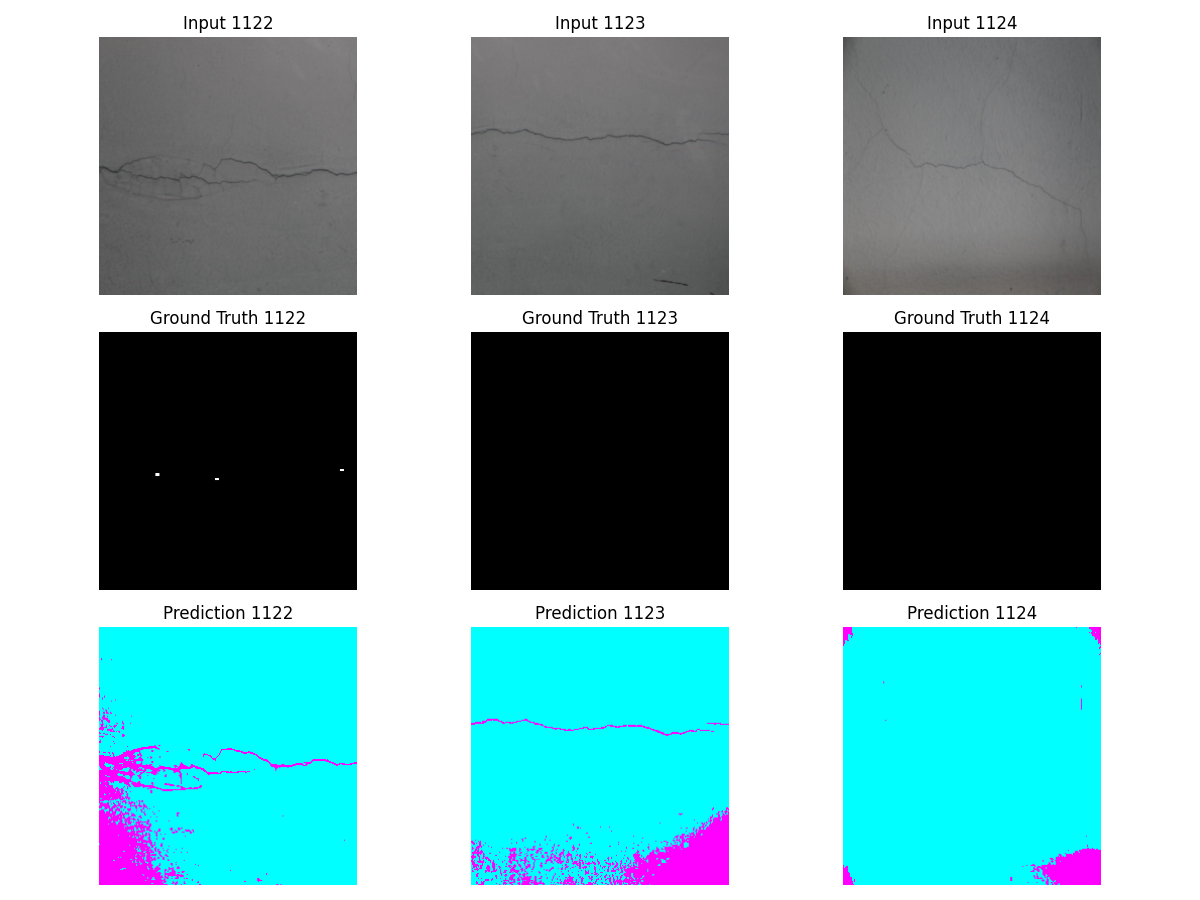 Input 1122
Input 1123
Input 1124
Ground Truth 1122
Ground Truth 1123
Ground Truth 1124
Prediction 1122
Prediction 1123
Prediction 1124